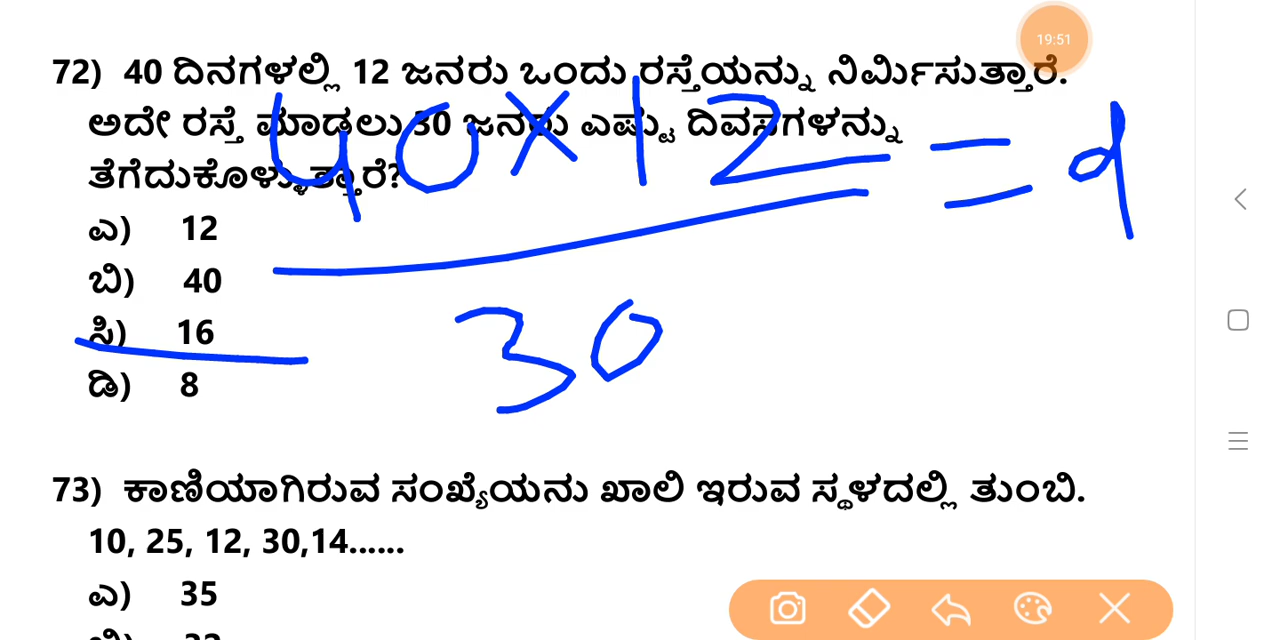 19:51
72) 40 ದಿನಗಳಲ್ಲಿ 12 ಜನರು ಒಂದು ರಸ್ತೆಯನ್ನು ನಿರ್ಮಿಸುತ್ತಾರೆ.
ಅದೇ ರಸ್ತೆ ಮಾಡಲು 30 ಜನರು ಎಷ್ಟು ದಿವಸಗಳನ್ನು
ತೆಗೆದುಕೊಳ್ಳುತ್ತಾರೆ?
40×12 = d
30
ಎ) 12
ಬಿ) 40
ಸಿ) 16
ಡಿ) 8
73) ಕಾಣಿಯಾಗಿರುವ ಸಂಖ್ಯೆಯನು ಖಾಲಿ ಇರುವ ಸ್ಥಳದಲ್ಲಿ ತುಂಬಿ.
10, 25, 12, 30,14......
ಎ) 35